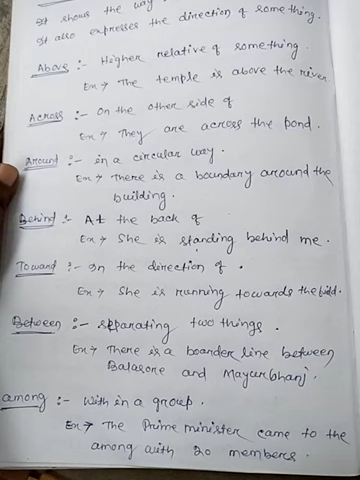 It shows the way
It also expresses the direction of something.
Above :- Higher relative of something.
Ex → The temple is above the river
Across :- On the other side of
Ex → They are across the pond.
Around :- in a circular way.
Ex → There is a boundary around the
building.
Behind :- At the back of
Ex → She is standing behind me.
Toward :- In the direction of .
Ex → She is running towards the field.
Between :- separating two things.
Ex → There is a boarder line between
Balasore and Mayurbhanj.
among :- With in a group.
Ex → The Prime minister came to the
among with 20 members.